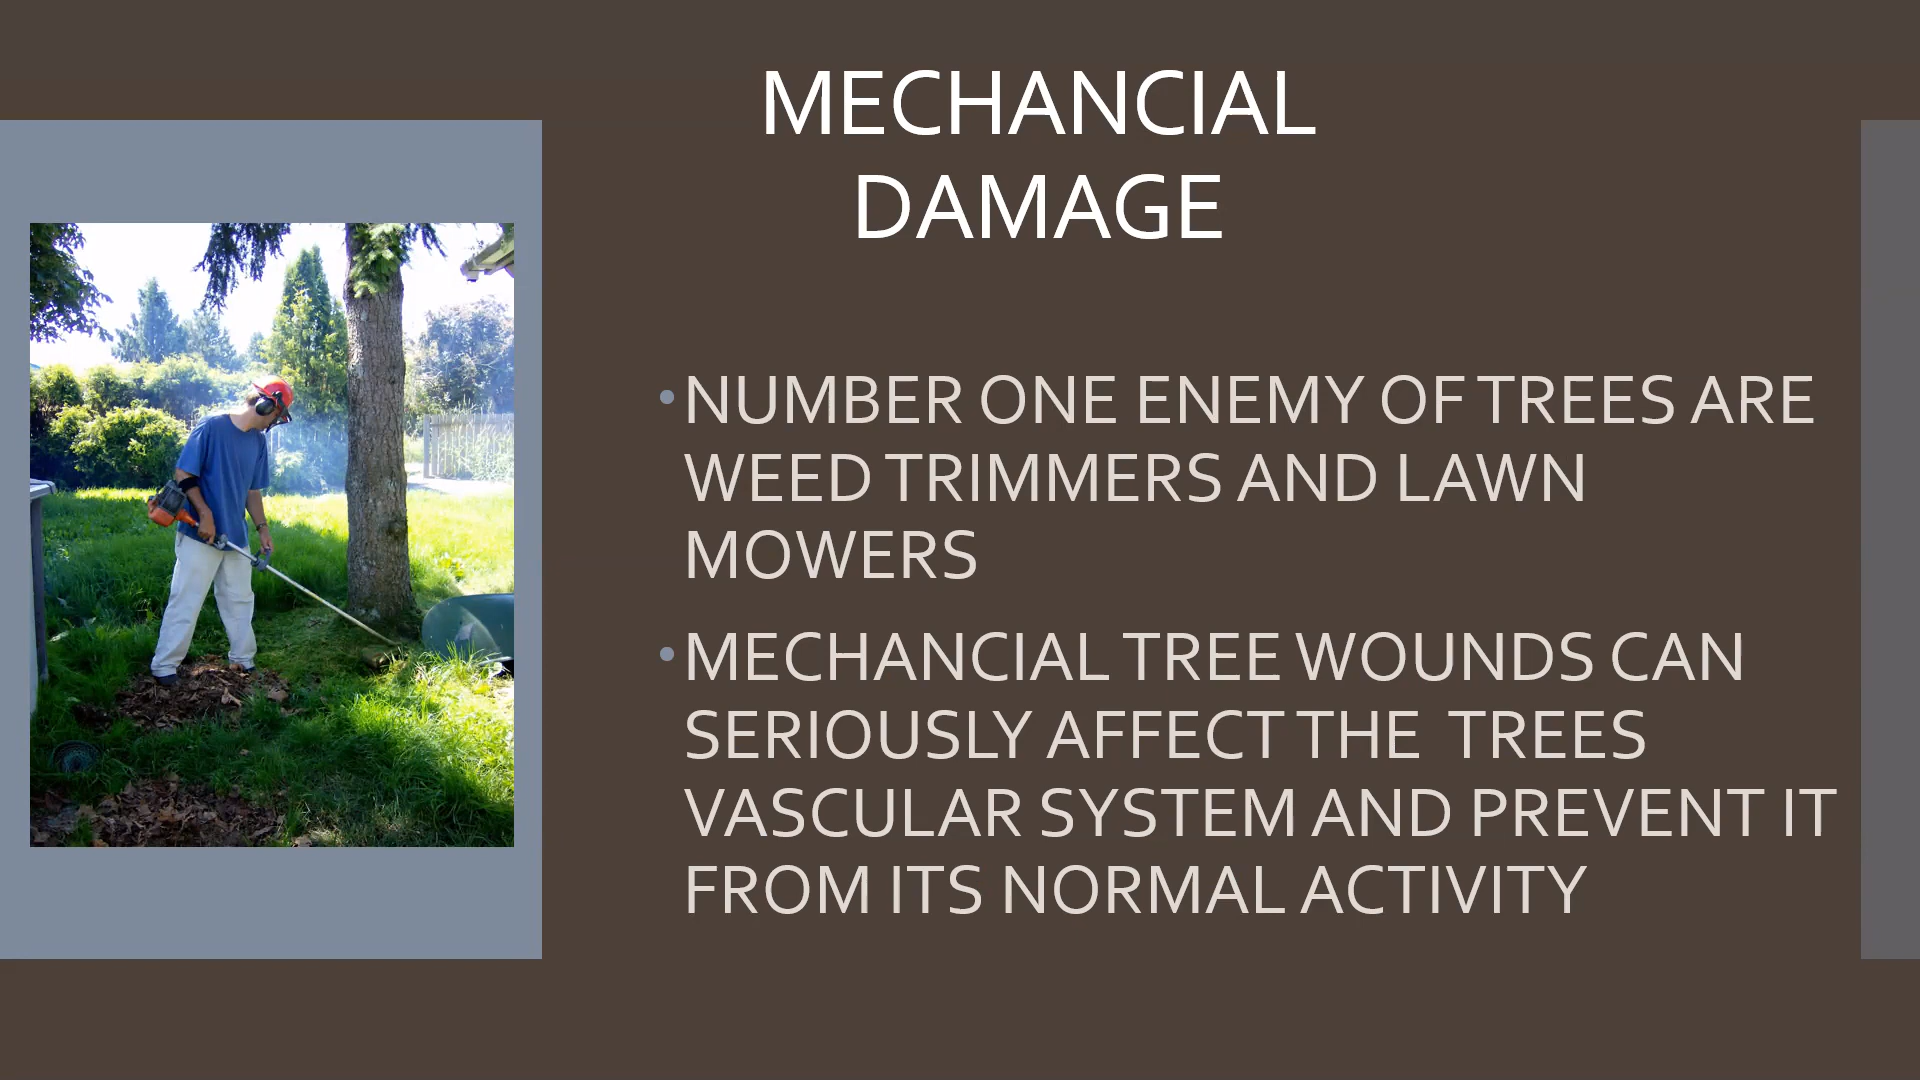 MECHANCIAL
DAMAGE
•NUMBER ONE ENEMY OF TREES ARE
WEED TRIMMERS AND LAWN
MOWERS
•MECHANCIAL TREE WOUNDS CAN
SERIOUSLY AFFECT THE  TREES
VASCULAR SYSTEM AND PREVENT IT
FROM ITS NORMAL ACTIVITY